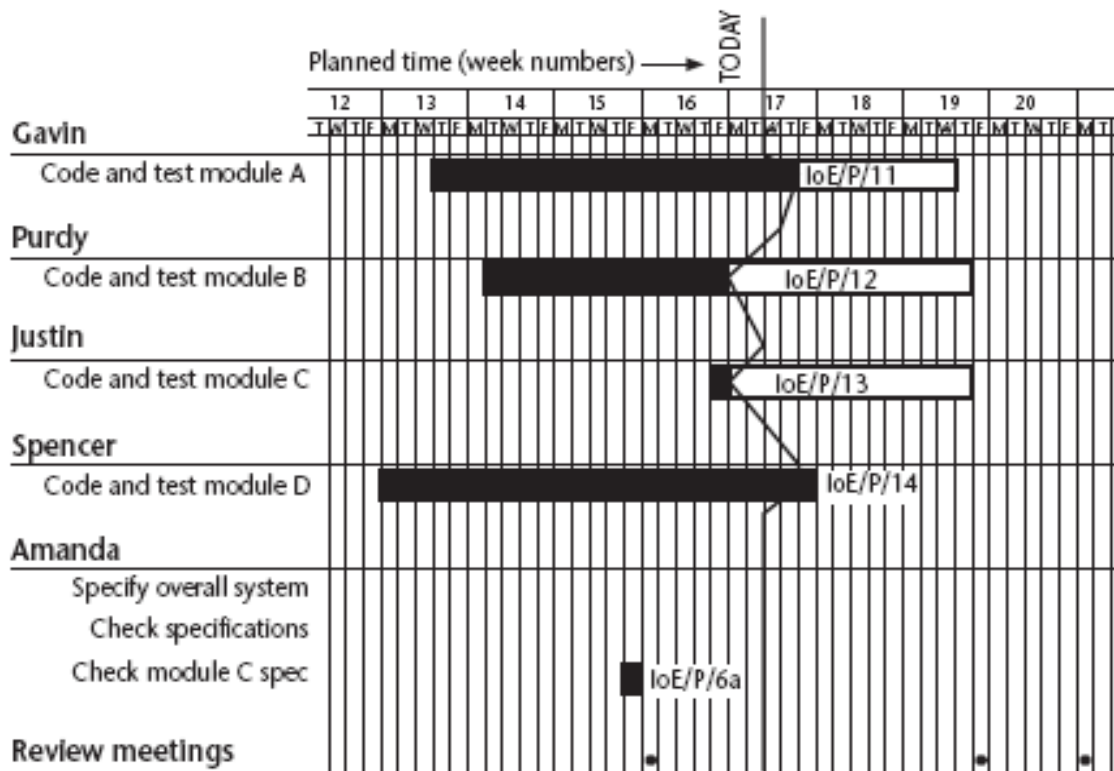 TODAY
Planned time (week numbers)
12 13 14 15 16 17 18 19 20
T W T F M T W T F M T W T F M T W T F M T W T F M T W T F M T W T F M T W T F M T W T F M T
Gavin
Code and test module A IoE/P/11
Purdy
Code and test module B IoE/P/12
Justin
Code and test module C IoE/P/13
Spencer
Code and test module D IoE/P/14
Amanda
Specify overall system
Check specifications
Check module C spec IoE/P/6a
Review meetings